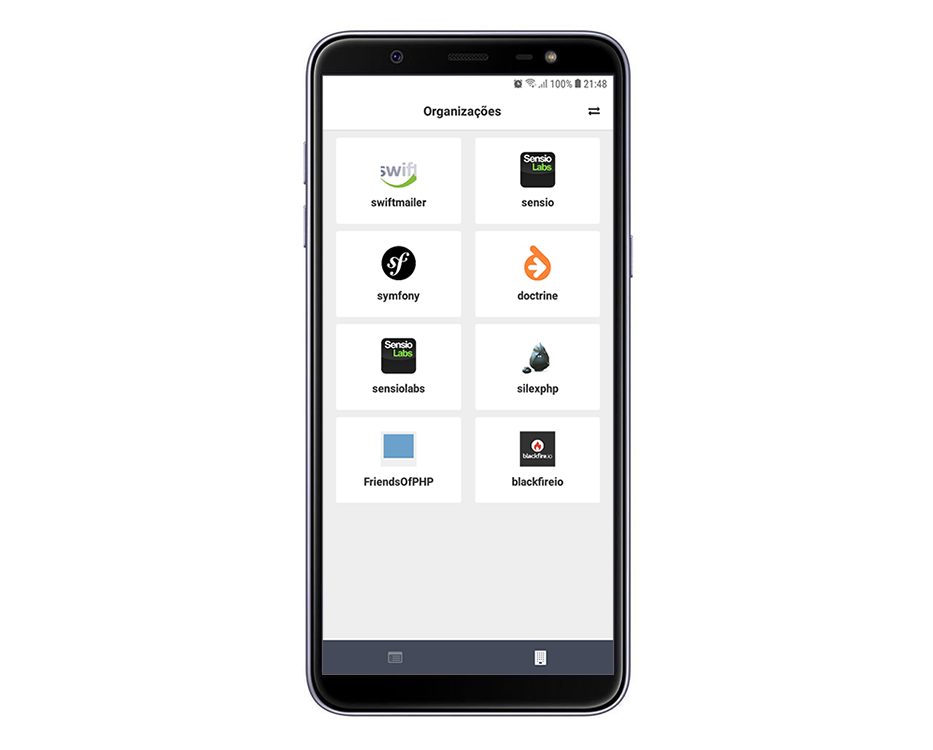 100% 21:48
Organizações
swift
swiftmailer
Sensio
Labs
sensio
sf
symfony
doctrine
Sensio
Labs
sensiolabs
silexphp
FriendsOfPHP
blackfire.io
blackfireio